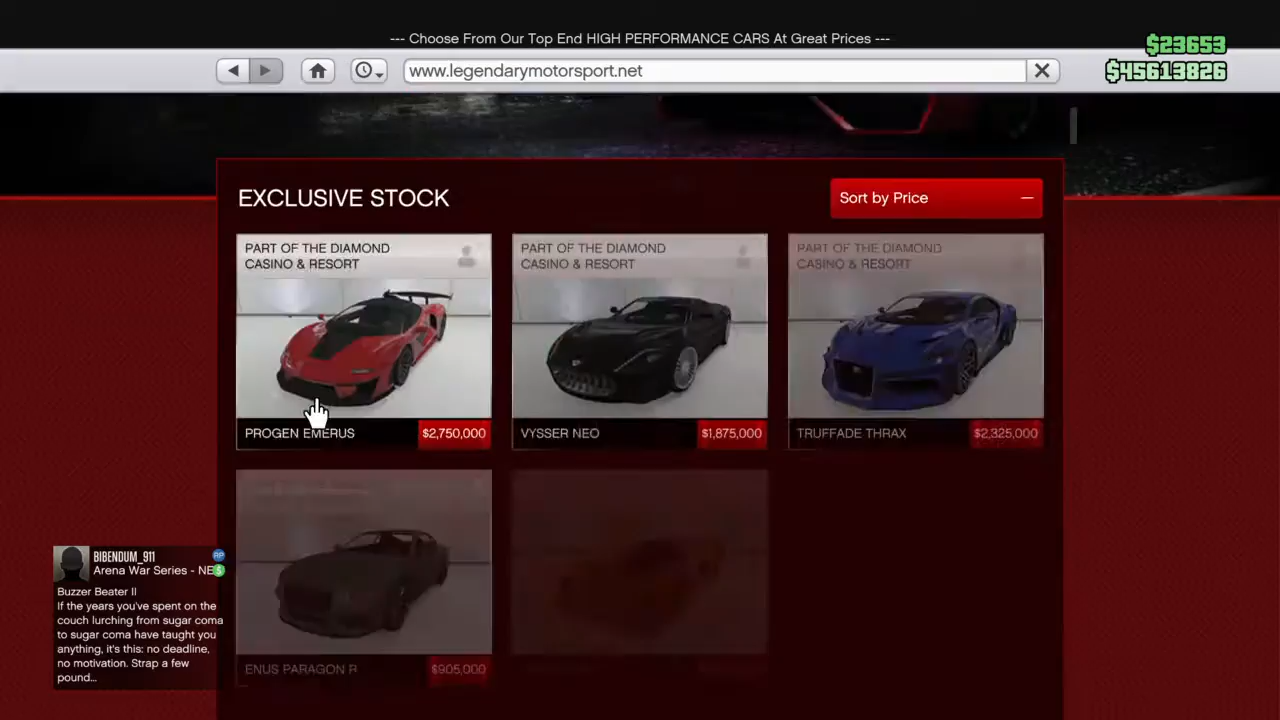 --- Choose From Our Top End HIGH PERFORMANCE CARS At Great Prices ---
$23653
$45613826
www.legendarymotorsport.net
EXCLUSIVE STOCK
Sort by Price
PART OF THE DIAMOND
CASINO & RESORT
PROGEN EMERUS
$2,750,000
PART OF THE DIAMOND
CASINO & RESORT
VYSSER NEO
$1,875,000
PART OF THE DIAMOND
CASINO & RESORT
TRUFFADE THRAX
$2,325,000
ENUS PARAGON R
$905,000
BIBENDUM_911
RP
Arena War Series - NE
$
Buzzer Beater II
If the years you've spent on the
couch lurching from sugar coma
to sugar coma have taught you
anything, it's this: no deadline,
no motivation. Strap a few
pound...